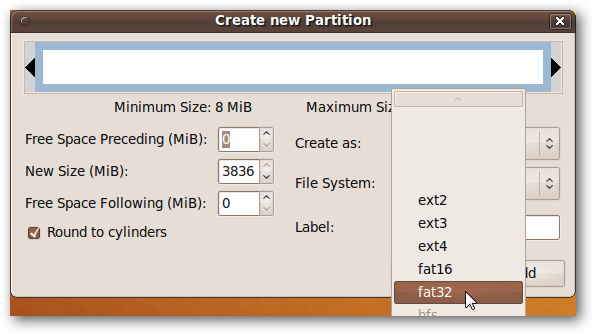 Create new Partition
Minimum Size: 8 MiB Maximum Siz
Free Space Preceding (MiB): 0 Create as:
New Size (MiB): 3836 File System:
Free Space Following (MiB): 0 Label:
Round to cylinders
ext2
ext3
ext4
fat16
fat32
hfs